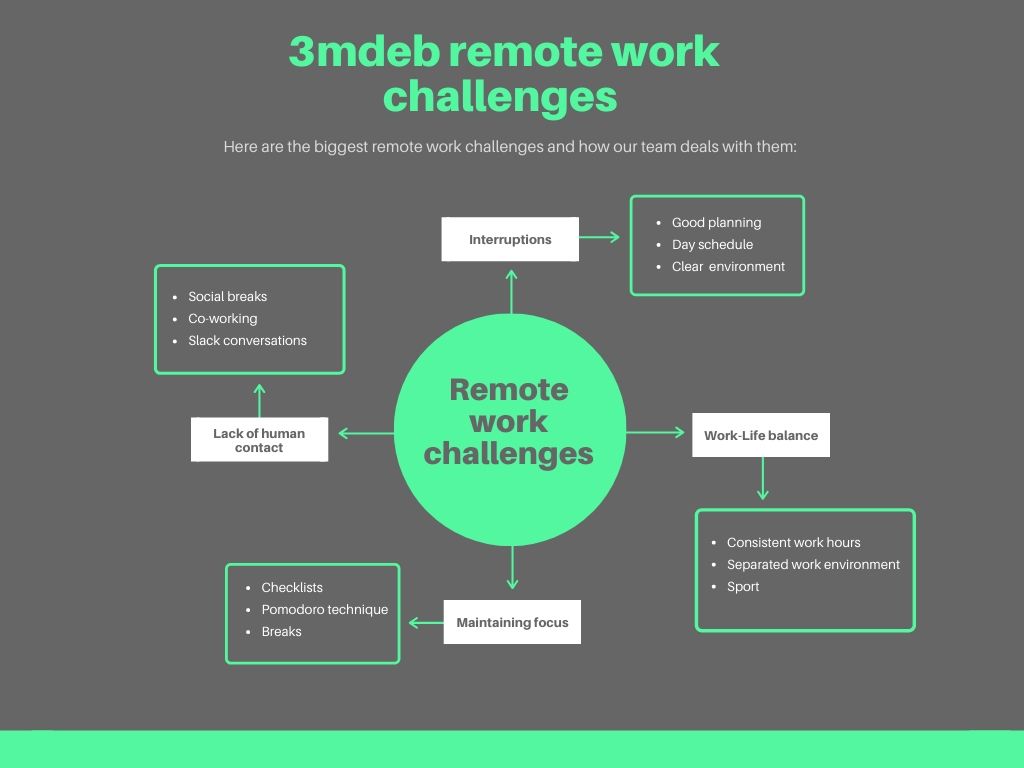 3mdeb remote work
challenges
Here are the biggest remote work challenges and how our team deals with them:
Interruptions
• Good planning
• Day schedule
• Clear environment
• Social breaks
• Co-working
• Slack conversations
Lack of human
contact
Remote
work
challenges
Work-Life balance
• Consistent work hours
• Separated work environment
• Sport
• Checklists
• Pomodoro technique
• Breaks
Maintaining focus